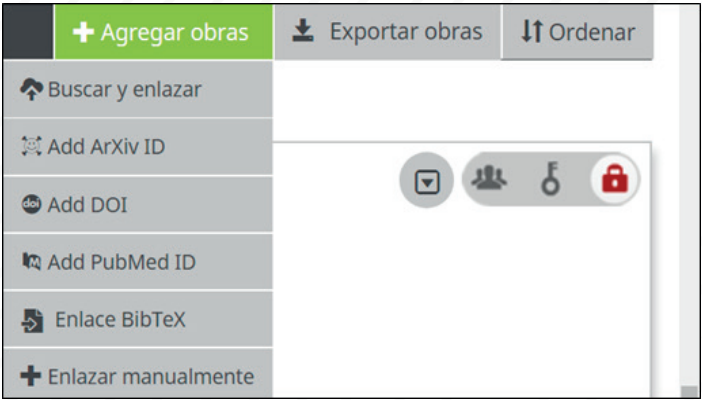 Agregar obras
Exportar obras
Ordenar
Buscar y enlazar
Add ArXiv ID
doi Add DOI
Add PubMed ID
Enlace BibTeX
Enlazar manualmente